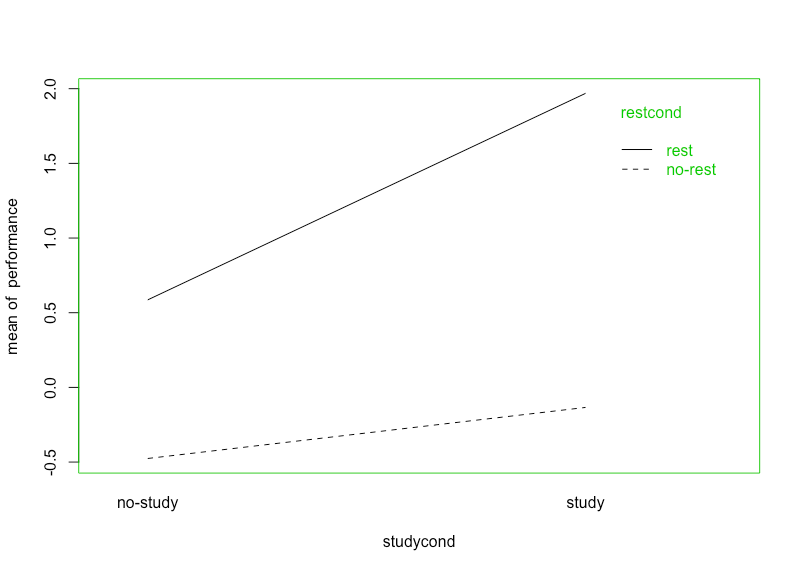 2.0
1.5
1.0
0.5
0.0
-0.5
mean of performance
restcond
rest
no-rest
no-study
study
studycond